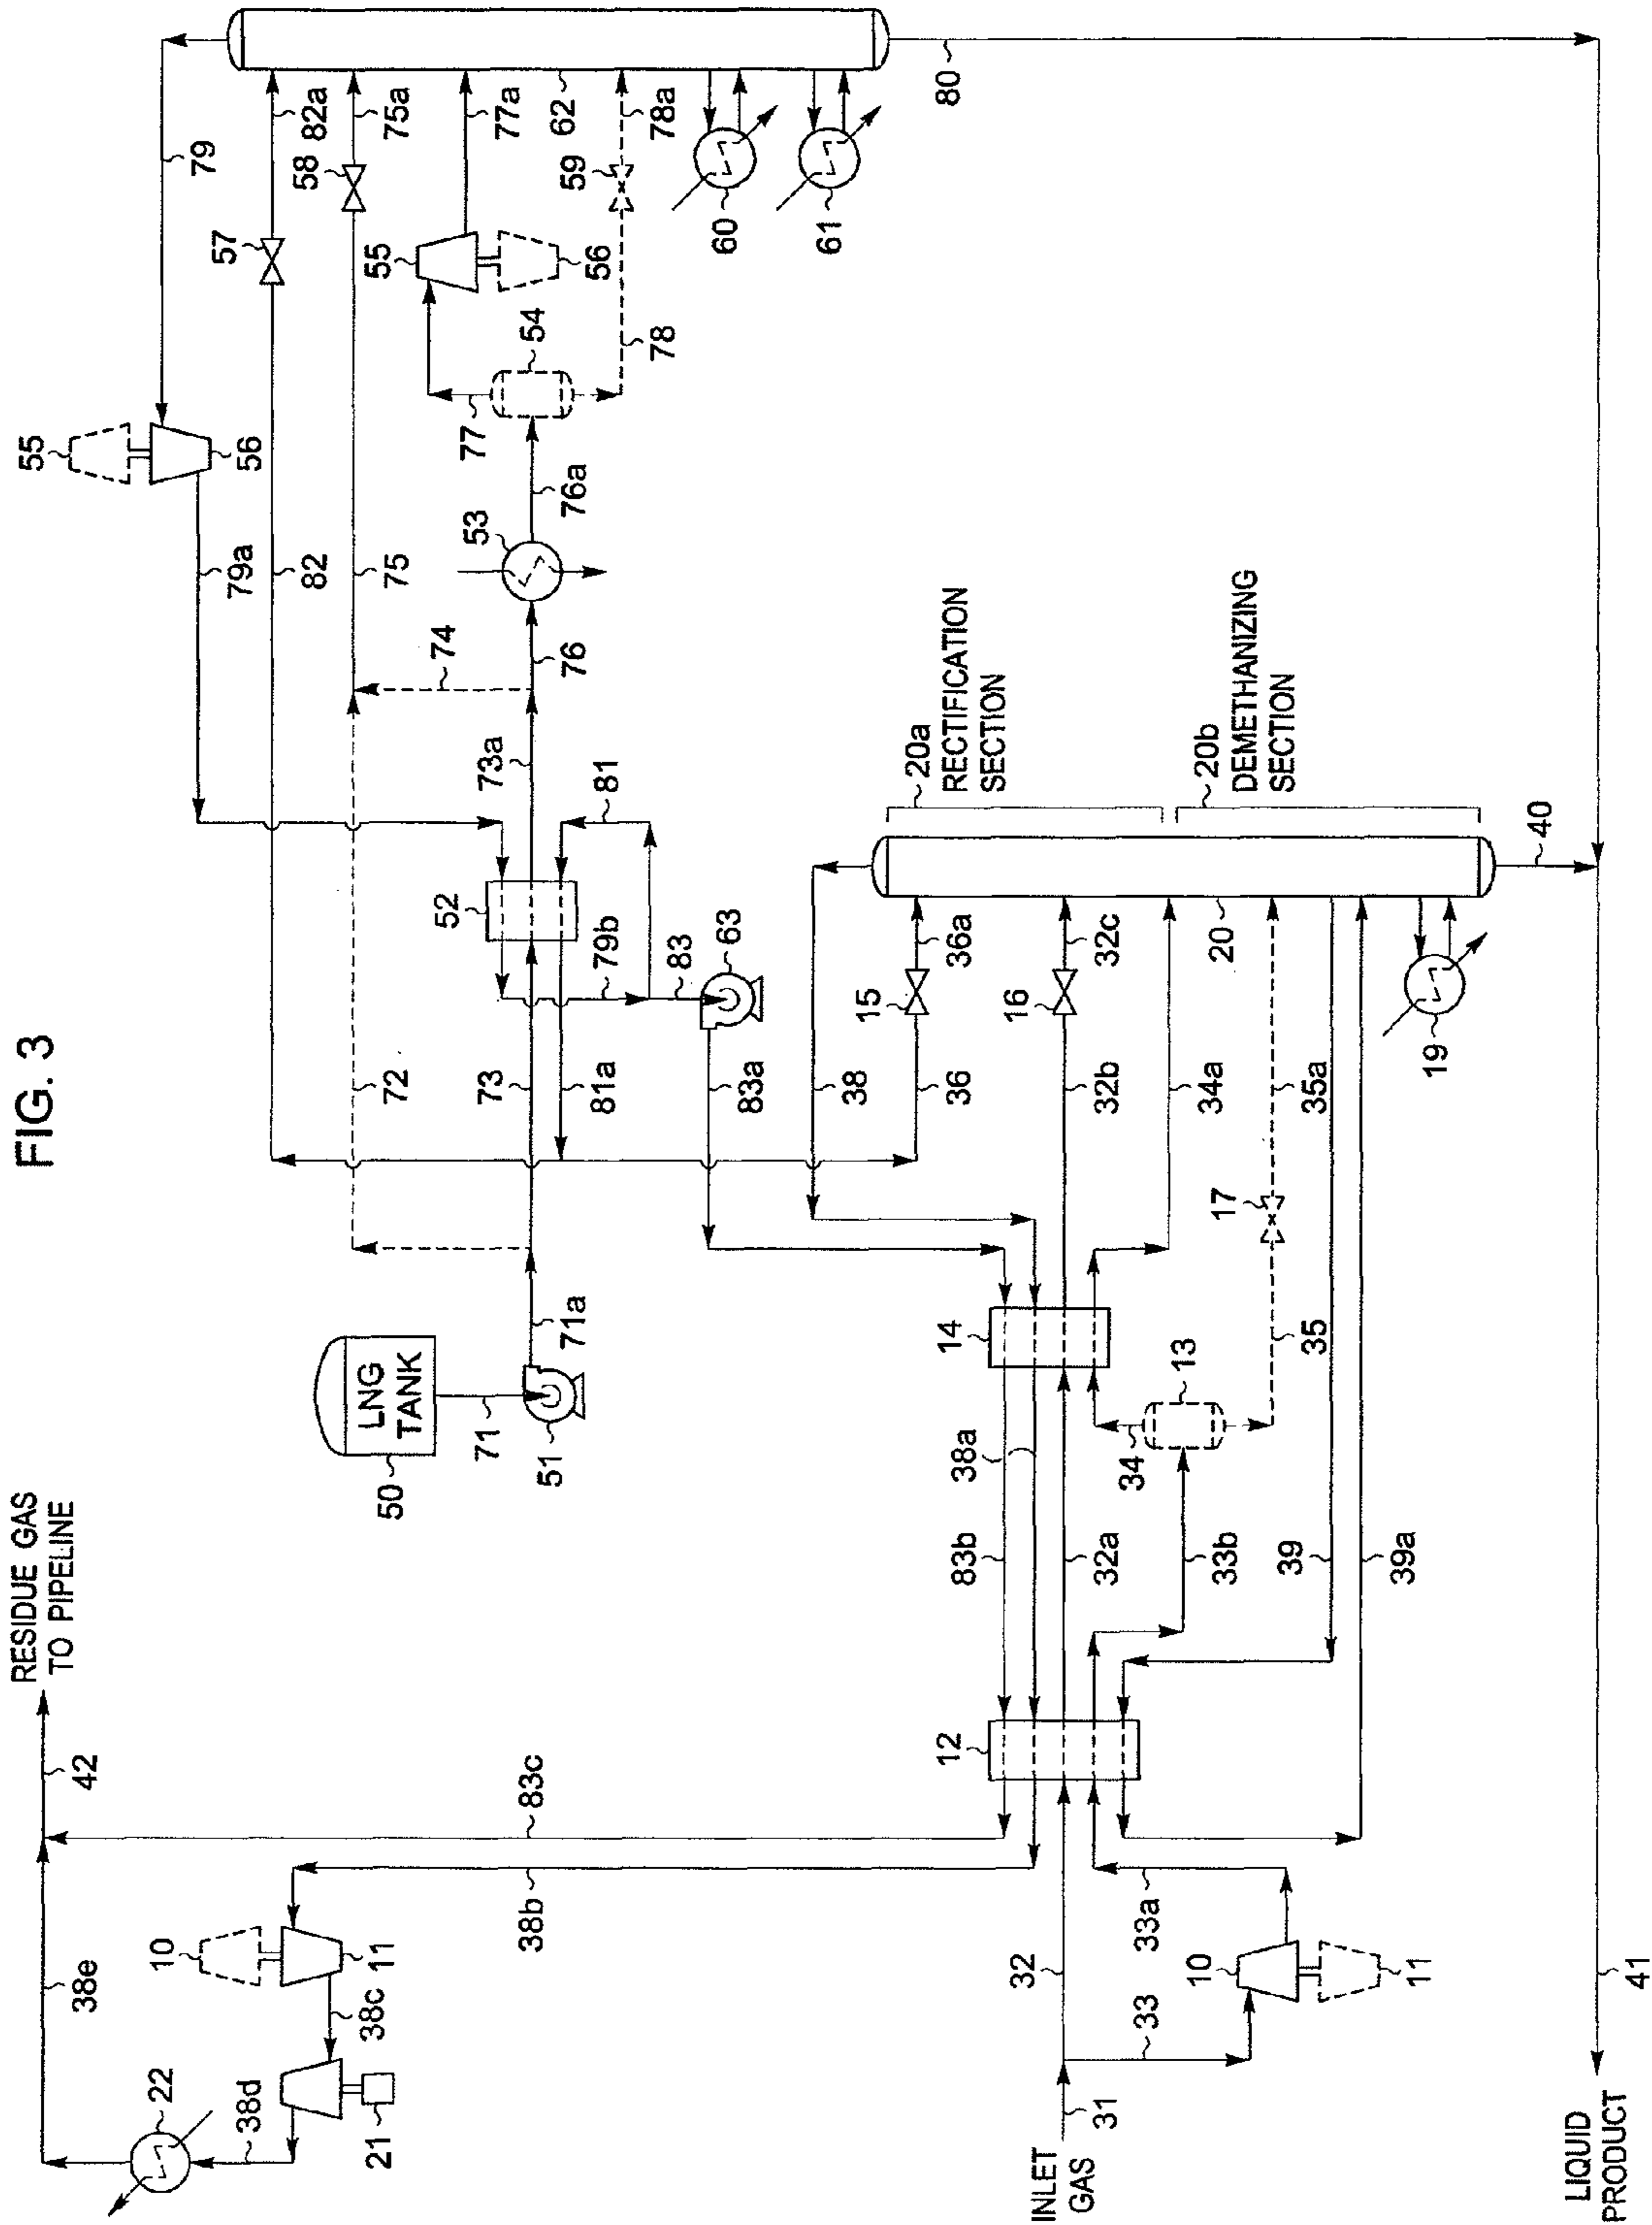 FIG. 3
79
82a
75a
77a
62
78a
80
57
58
55
56
59
60
61
54
78
77
55
56
76a
53
79a
82
75
74
76
73a
81
52
79b
83
63
72
73
81a
83a
LNG
TANK
50
71
51
71a
20a
RECTIFICATION
SECTION
20b
DEMETHANIZING
SECTION
40
15
36a
16
32c
20
19
38
36
32b
34a
35a
17
14
13
34
35
38a
83b
32a
33b
39
39a
12
RESIDUE GAS
TO PIPELINE
42
83c
38b
38e
10
11
38c
22
38d
21
33a
32
10
11
33
31
INLET
GAS
41
LIQUID
PRODUCT